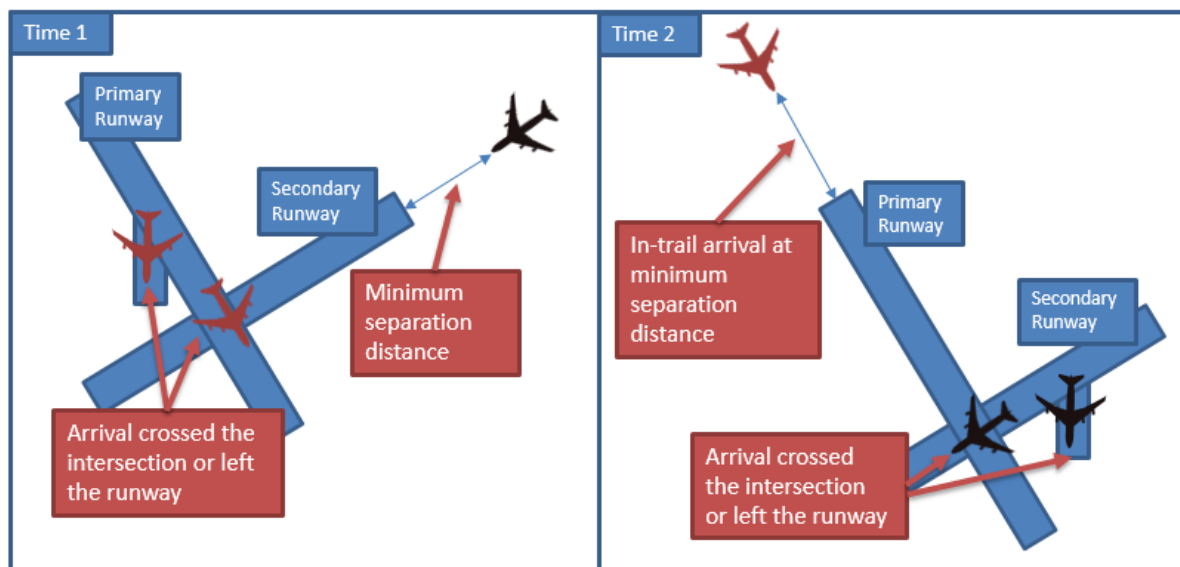 Time 1
Primary
Runway
Secondary
Runway
Minimum
separation
distance
Arrival crossed the
intersection or left
the runway
Time 2
Primary
Runway
In-trail arrival at
minimum
separation
distance
Secondary
Runway
Arrival crossed
the intersection
or left the runway